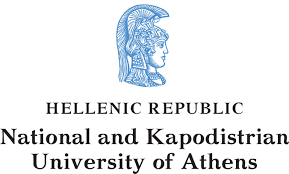 HELLENIC REPUBLIC
National and Kapodistrian
University of Athens